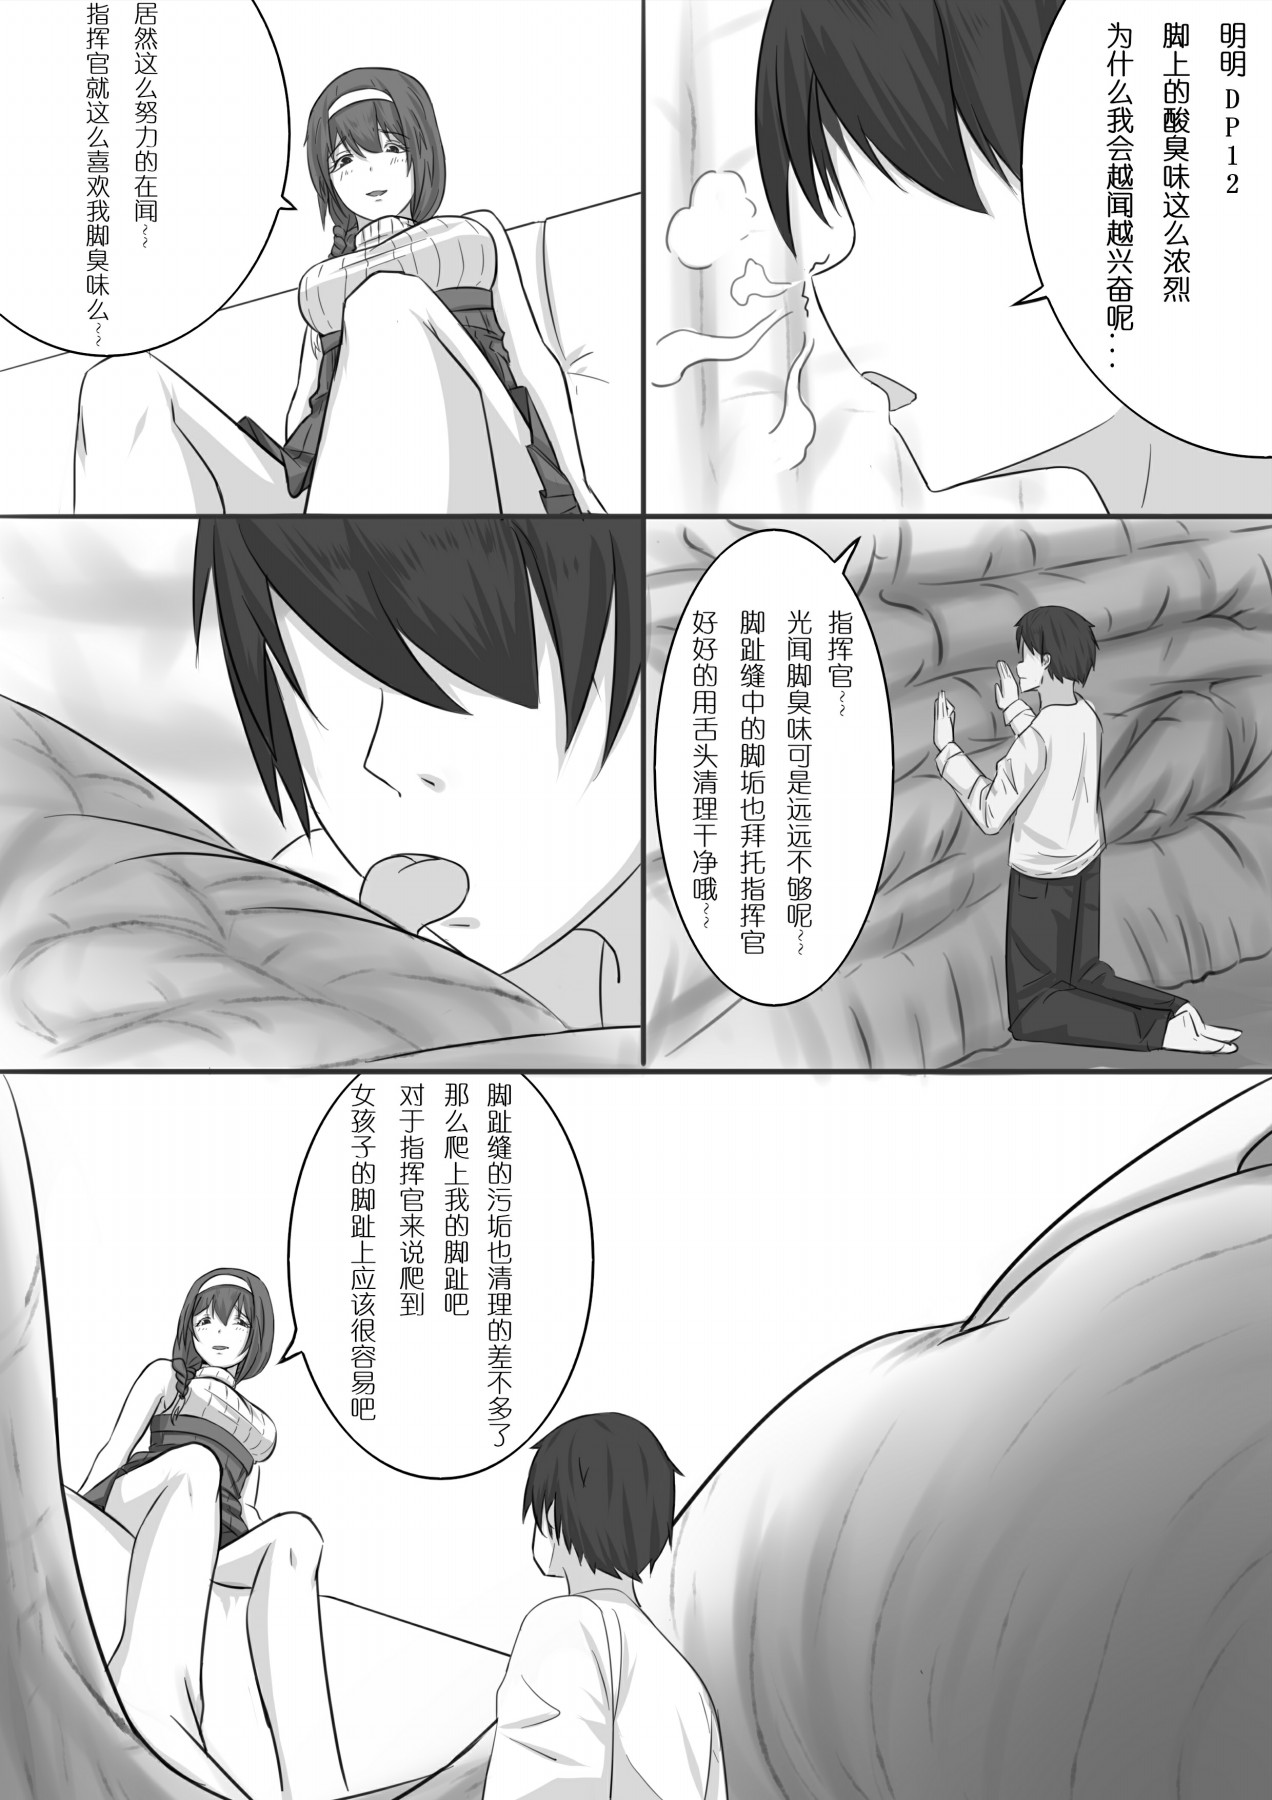 明明DP12
脚上的酸臭味这么浓烈
为什么我会越闻越兴奋呢...
居然这么努力的在闻~~
指挥官就这么喜欢我脚臭味么~~
指挥官~~
光闻脚臭味可是远远不够呢~~
脚趾缝中的脚垢也拜托指挥官
好好的用舌头清理干净哦~~
脚趾缝的污垢也清理的差不多了
那么爬上我的脚趾吧
对于指挥官来说爬到
女孩子的脚趾上应该很容易吧